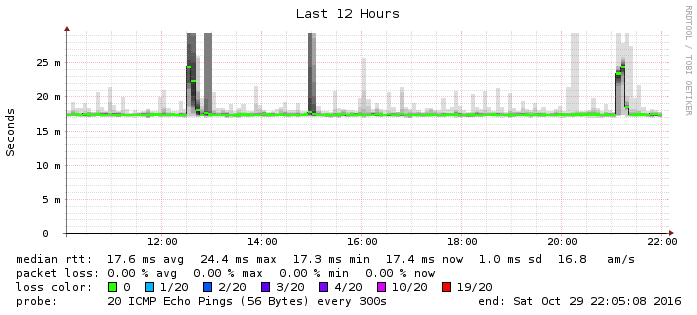 Last 12 Hours
RRDTOOL / TOBI OETIKER
Seconds
25 m
20 m
15 m
10 m
5 m
0
12:00 14:00 16:00 18:00 20:00 22:00
median rtt: 17.6 ms avg 24.4 ms max 17.3 ms min 17.4 ms now 1.0 ms sd 16.8 am/s
packet loss: 0.00 % avg 0.00 % max 0.00 % min 0.00 % now
loss color: 0 1/20 2/20 3/20 4/20 10/20 19/20
probe: 20 ICMP Echo Pings (56 Bytes) every 300s end: Sat Oct 29 22:05:08 2016